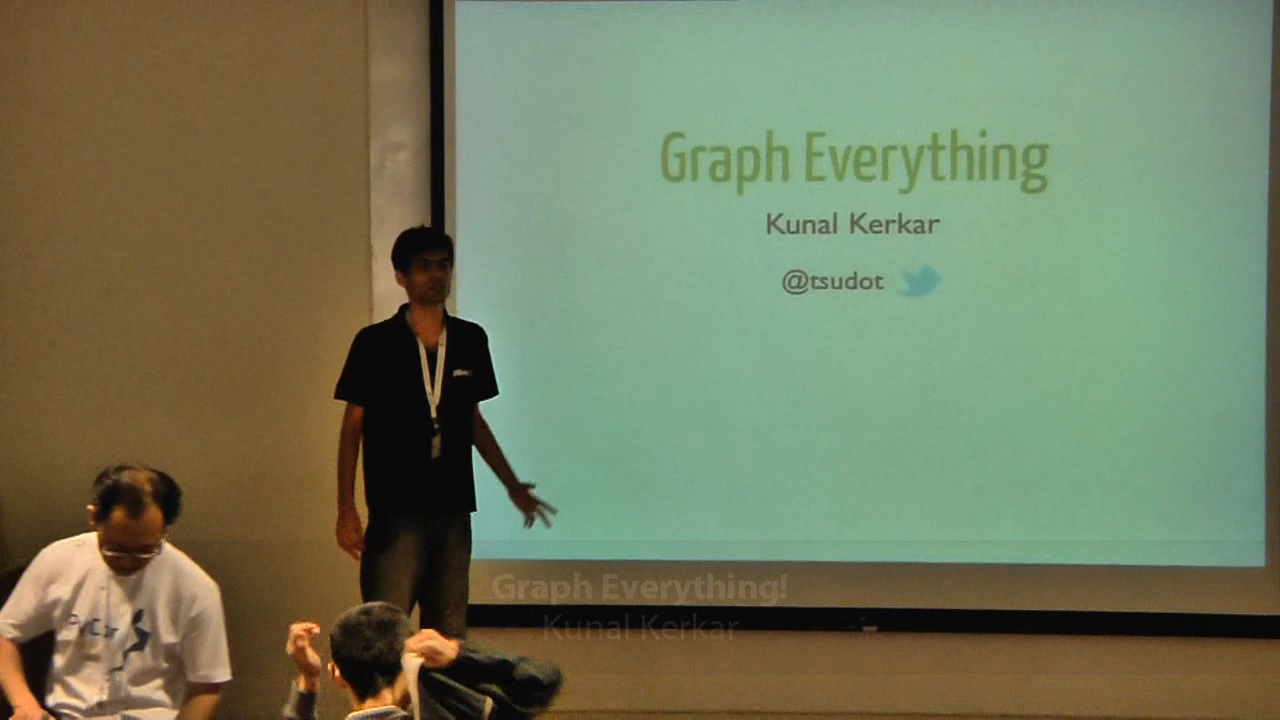 Graph Everything
Kunal Kerkar
@tsudot
Graph Everything!
Kunal Kerkar